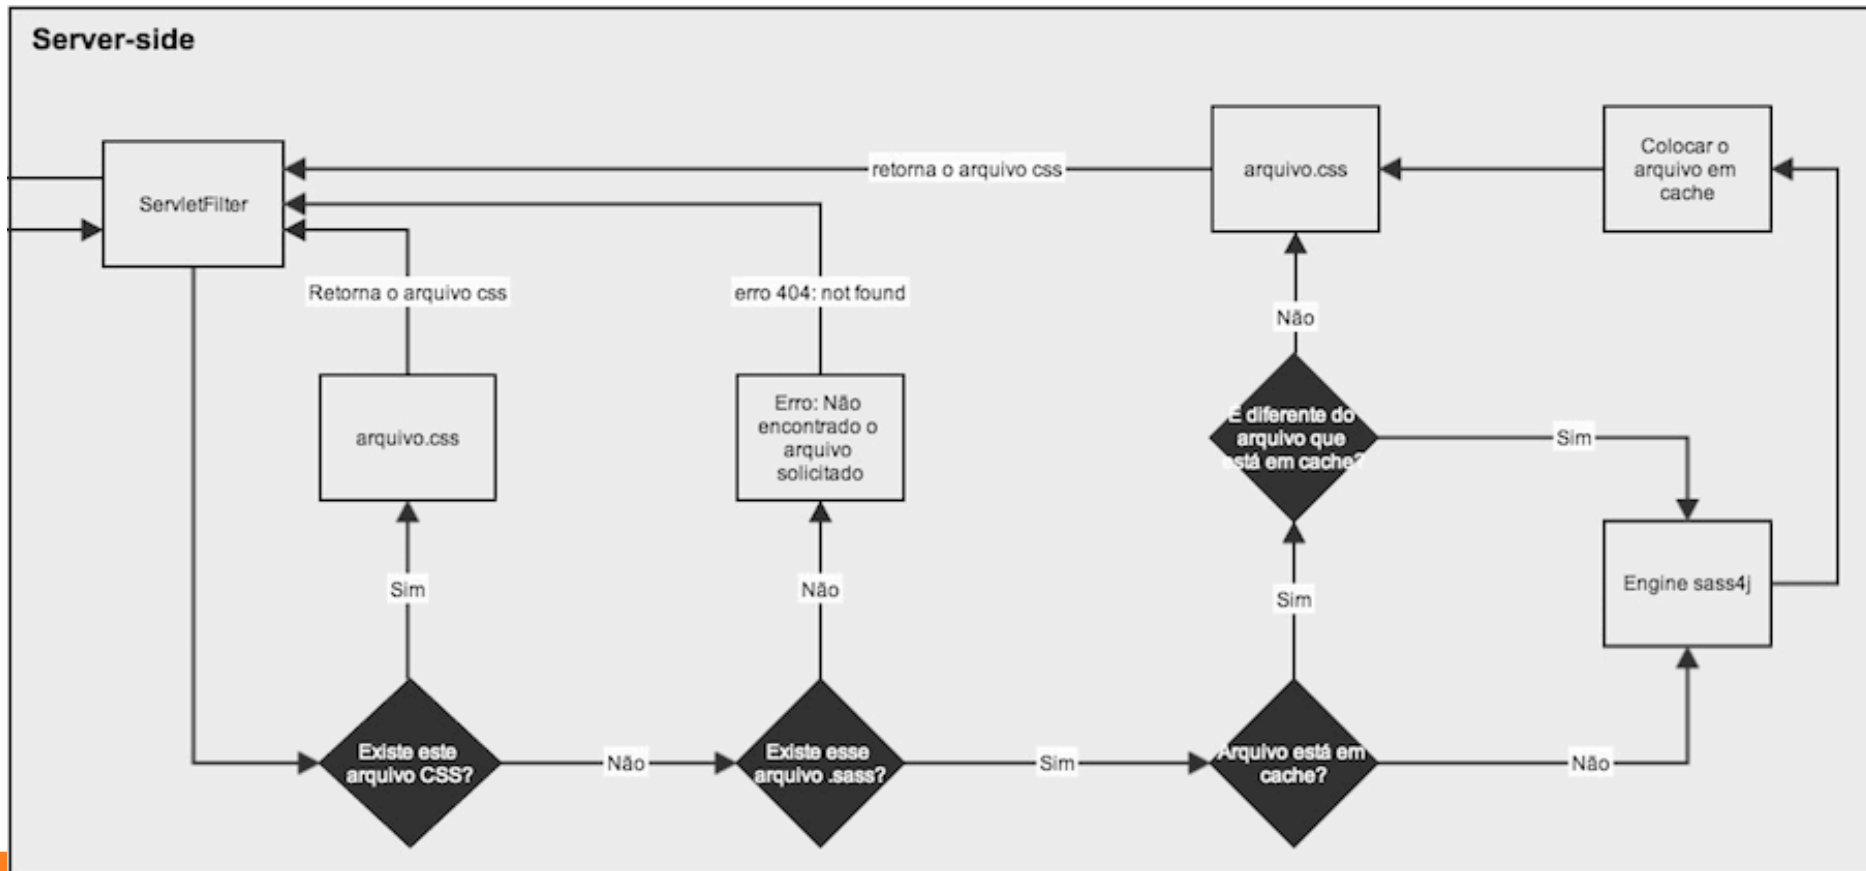 Server-side
ServletFilter
retorna o arquivo css
arquivo.css
Colocar o
arquivo em
cache
Retorna o arquivo css
erro 404: not found
Não
arquivo.css
Erro: Não
encontrado o
arquivo
solicitado
É diferente do
arquivo que
está em cache?
Sim
Sim
Não
Sim
Engine sass4j
Existe este
arquivo CSS?
Não
Existe esse
arquivo .sass?
Sim
Arquivo está em
cache?
Não